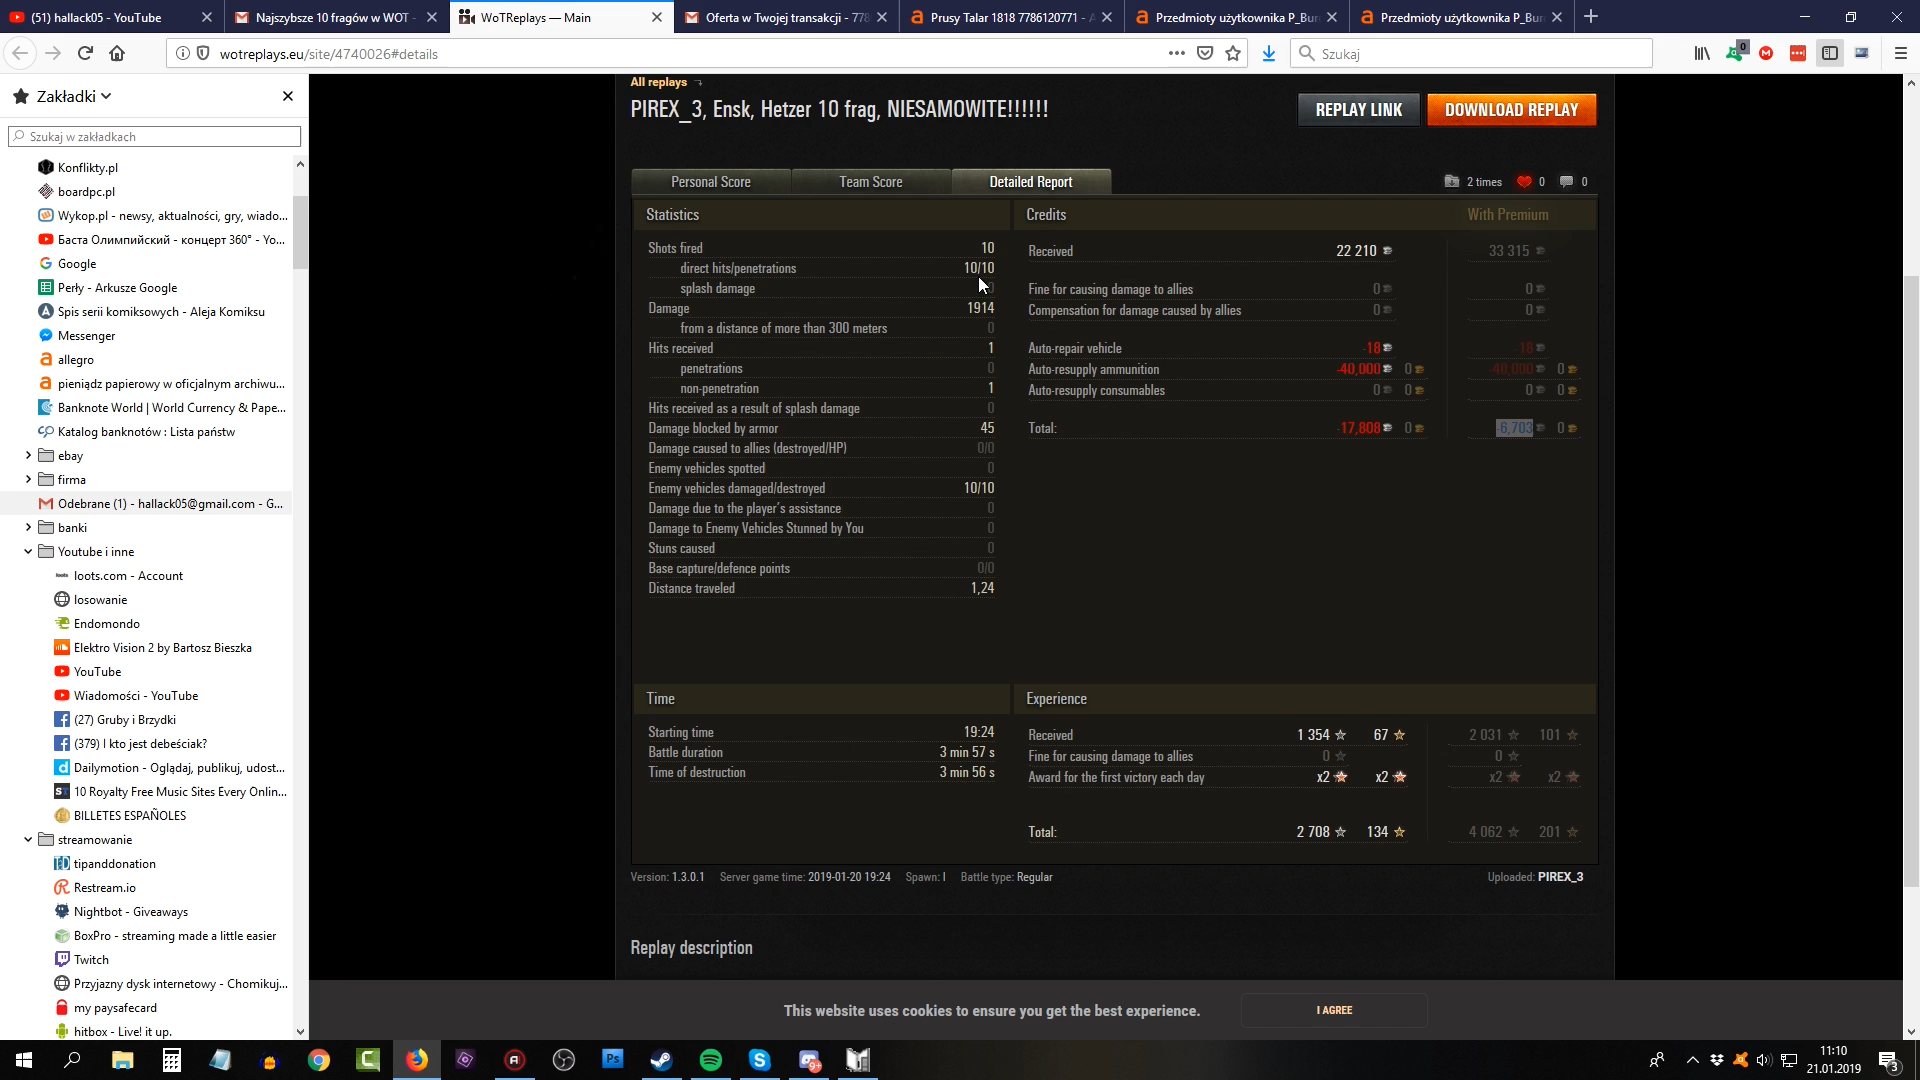 (51) hallack05 - YouTube
Najszybsze 10 fragów w WOT -
WoTReplays — Main
Oferta w Twojej transakcji - 778
Prusy Talar 1818 7786120771 - A
Przedmioty użytkownika P_Bur
Przedmioty użytkownika P_Bur
wotreplays.eu/site/4740026#details
Szukaj
0
Zakładki
Szukaj w zakładkach
Konflikty.pl
boardpc.pl
Wykop.pl - newsy, aktualności, gry, wiado...
Баста Олимпийский - концерт 360° - Yo...
Google
Perły - Arkusze Google
Spis serii komiksowych - Aleja Komiksu
Messenger
allegro
pieniądz papierowy w oficjalnym archiwu...
Banknote World | World Currency & Pape...
Katalog banknotów : Lista państw
ebay
firma
Odebrane (1) - hallack05@gmail.com - G...
banki
Youtube i inne
loots.com - Account
losowanie
Endomondo
Elektro Vision 2 by Bartosz Bieszka
YouTube
Wiadomości - YouTube
(27) Gruby i Brzydki
(379) I kto jest debeściak?
Dailymotion - Oglądaj, publikuj, udost...
10 Royalty Free Music Sites Every Onlin...
BILLETES ESPAÑOLES
streamowanie
tipanddonation
Restream.io
Nightbot - Giveaways
BoxPro - streaming made a little easier
Twitch
Przyjazny dysk internetowy - Chomikuj...
my paysafecard
hitbox - Live! it up.
All replays
PIREX_3, Ensk, Hetzer 10 frag, NIESAMOWITE!!!!!!
REPLAY LINK
DOWNLOAD REPLAY
Personal Score
Team Score
Detailed Report
2 times 0 0
Statistics
Shots fired 10
direct hits/penetrations 10/10
splash damage 0
Damage 1914
from a distance of more than 300 meters 0
Hits received 1
penetrations 0
non-penetration 1
Hits received as a result of splash damage 0
Damage blocked by armor 45
Damage caused to allies (destroyed/HP) 0/0
Enemy vehicles spotted 0
Enemy vehicles damaged/destroyed 10/10
Damage due to the player's assistance 0
Damage to Enemy Vehicles Stunned by You 0
Stuns caused 0
Base capture/defence points 0/0
Distance traveled 1,24
Credits With Premium
Received 22 210 33 315
Fine for causing damage to allies 0 0
Compensation for damage caused by allies 0 0
Auto-repair vehicle -18 -18
Auto-resupply ammunition -40,000 0 -40,000 0
Auto-resupply consumables 0 0 0 0
Total: -17,808 0 -6,703 0
Time
Starting time 19:24
Battle duration 3 min 57 s
Time of destruction 3 min 56 s
Experience
Received 1 354 67 2 031 101
Fine for causing damage to allies 0 0
Award for the first victory each day x2 x2 x2 x2
Total: 2 708 134 4 062 201
Version: 1.3.0.1 Server game time: 2019-01-20 19:24 Spawn: I Battle type: Regular
Uploaded: PIREX_3
Replay description
This website uses cookies to ensure you get the best experience.
I AGREE
Ps
9+
11:10
21.01.2019
3